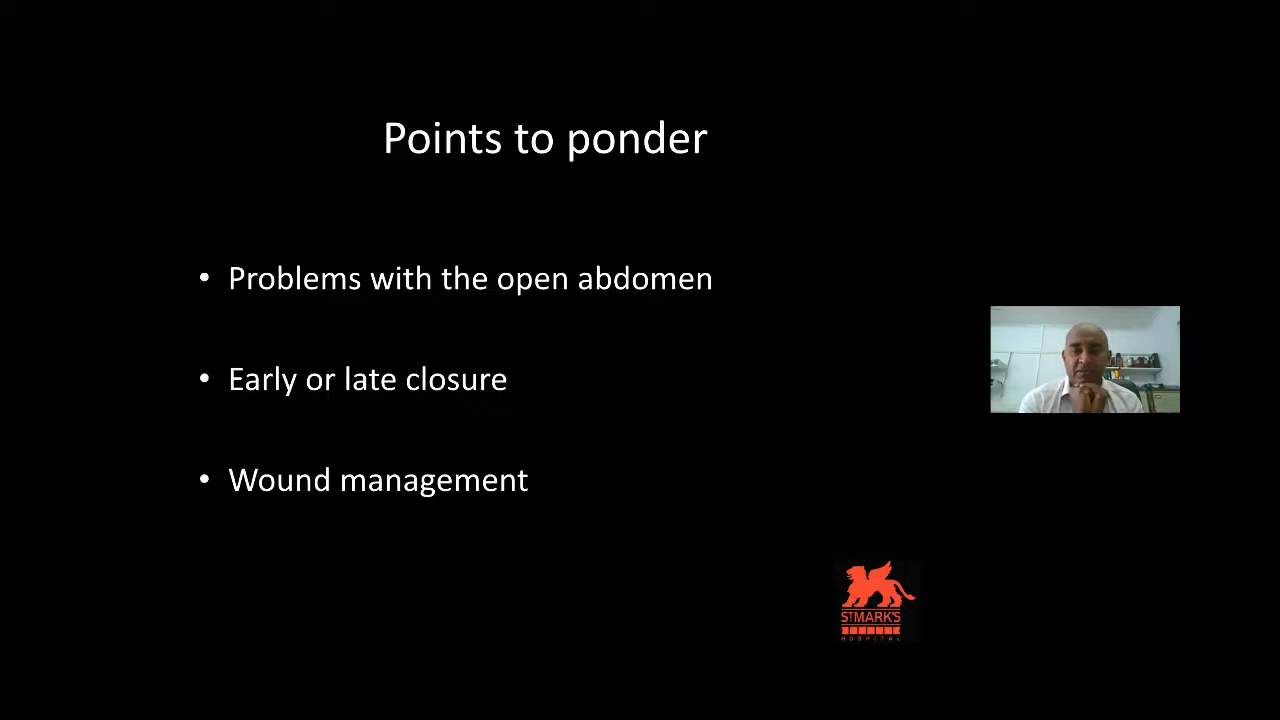 Points to ponder
• Problems with the open abdomen
• Early or late closure
• Wound management
ST MARK'S
HOSPITAL